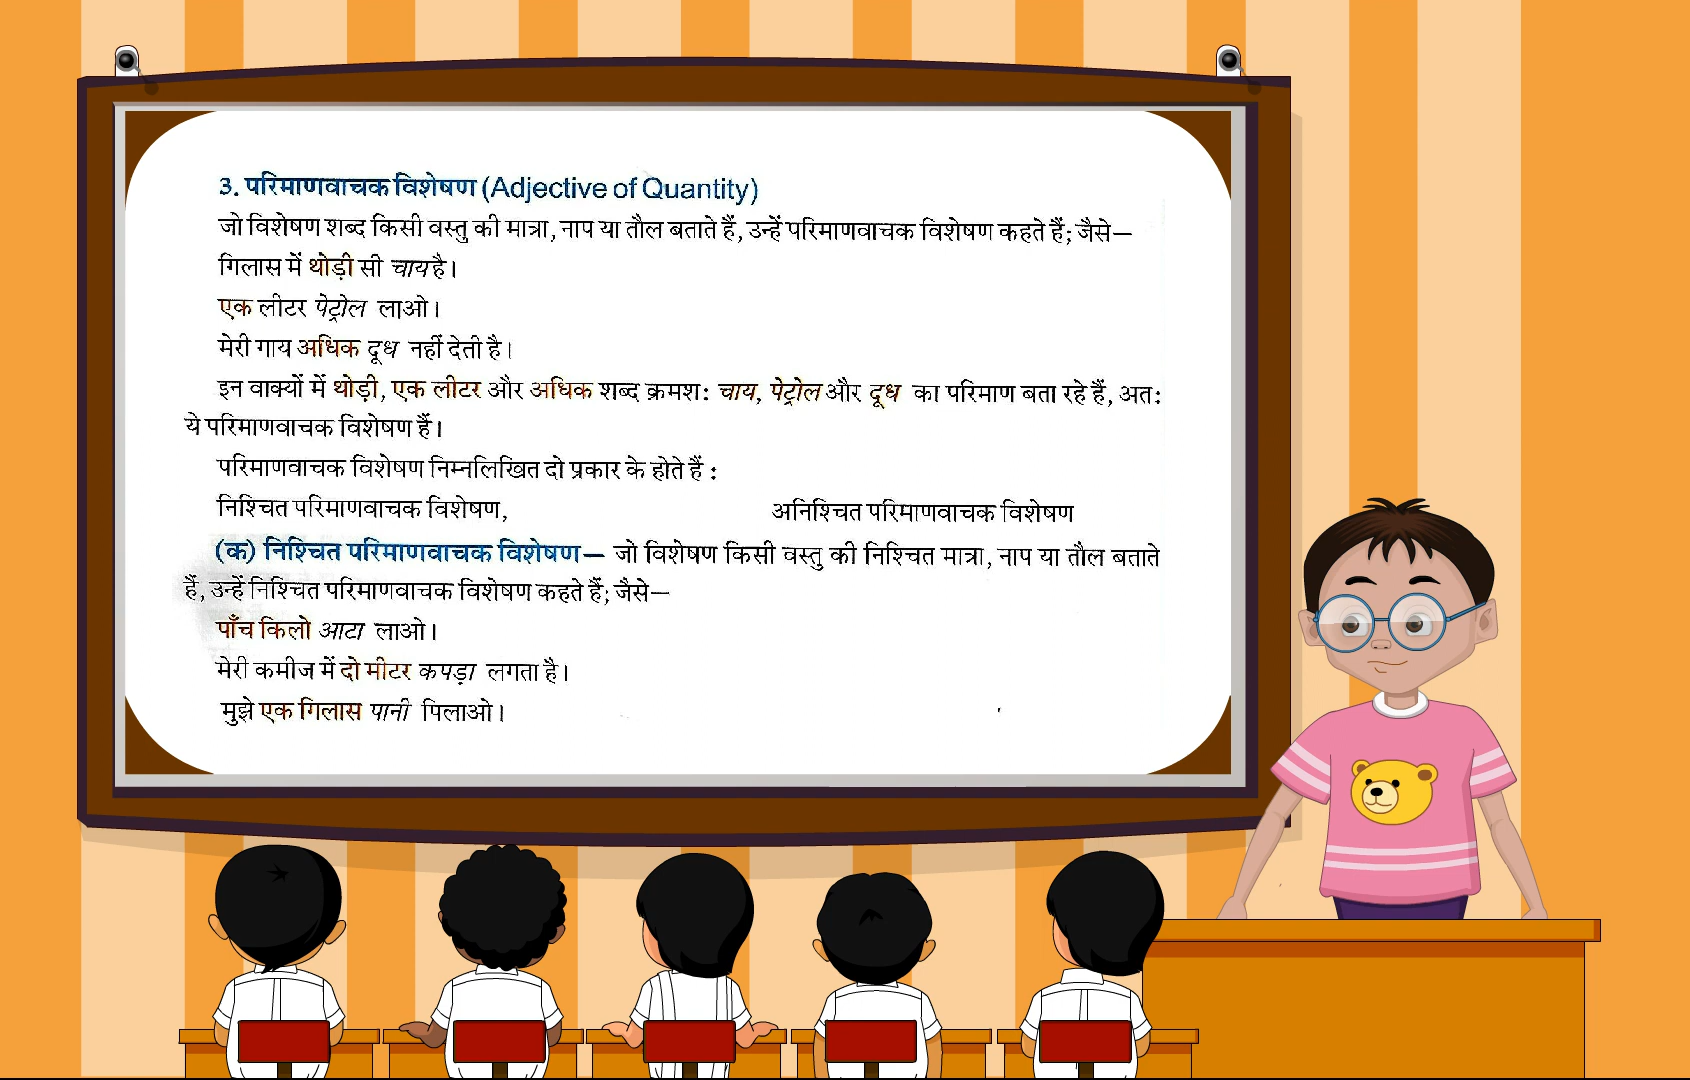 3. परिमाणवाचक विशेषण (Adjective of Quantity)
जो विशेषण शब्द किसी वस्तु की मात्रा, नाप या तौल बताते हैं, उन्हें परिमाणवाचक विशेषण कहते हैं; जैसे—
गिलास में थोड़ी सी चाय है।
एक लीटर पेट्रोल लाओ।
मेरी गाय अधिक दूध नहीं देती है।
इन वाक्यों में थोड़ी, एक लीटर और अधिक शब्द क्रमश: चाय, पेट्रोल और दूध का परिमाण बता रहे हैं, अत:
ये परिमाणवाचक विशेषण हैं।
परिमाणवाचक विशेषण निम्नलिखित दो प्रकार के होते हैं :
निश्चित परिमाणवाचक विशेषण, अनिश्चित परिमाणवाचक विशेषण
(क) निश्चित परिमाणवाचक विशेषण— जो विशेषण किसी वस्तु की निश्चित मात्रा, नाप या तौल बताते
हैं, उन्हें निश्चित परिमाणवाचक विशेषण कहते हैं; जैसे—
पाँच किलो आटा लाओ।
मेरी कमीज में दो मीटर कपड़ा लगता है।
मुझे एक गिलास पानी पिलाओ।